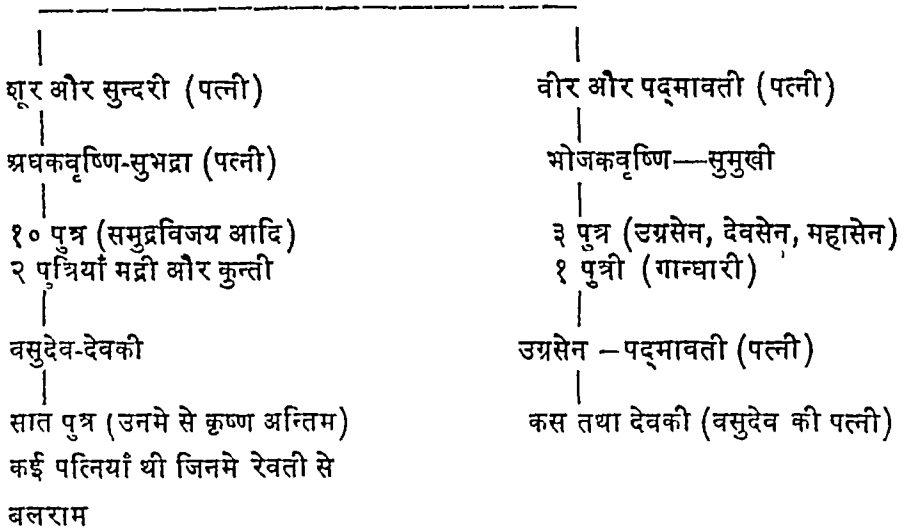 शूर और सुन्दरी (पत्नी)
श्रधकवृष्णि-सुभद्रा (पत्नी)
१० पुत्र (समुद्रविजय आदि)
२ पुत्रियाँ मद्री और कुन्ती
वसुदेव-देवकी
सात पुत्र (उनमे से कृष्ण अन्तिम)
कई पत्नियाँ थी जिनमे रेवती से
बलराम
वीर और पद्मावती (पत्नी)
भोजकवृष्णि—सुमुखी
३ पुत्र (उग्रसेन, देवसेन, महासेन)
१ पुत्री (गान्धारी)
उग्रसेन – पद्मावती (पत्नी)
कस तथा देवकी (वसुदेव की पत्नी)